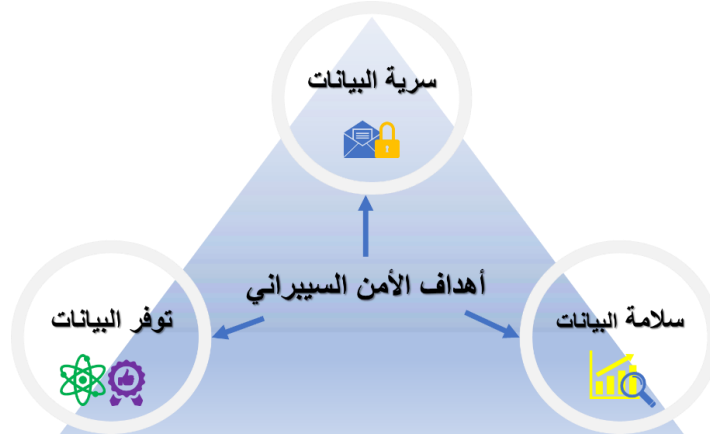 سرية البيانات
أهداف الأمن السيبراني
سلامة البيانات
توفر البيانات